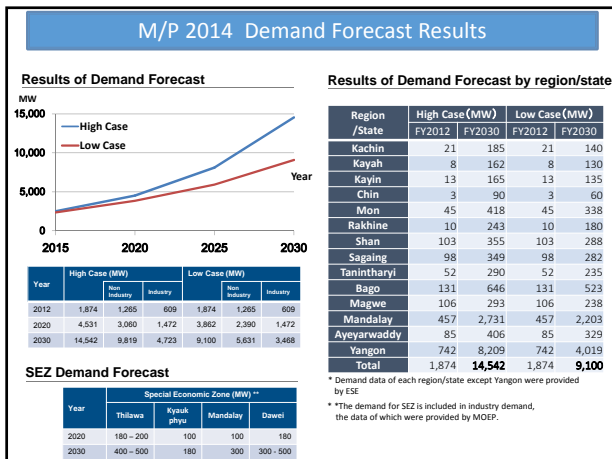 M/P 2014 Demand Forecast Results
Results of Demand Forecast
MW
15,000
10,000
5,000
0
2015 2020 2025 2030
High Case
Low Case
Year
Year High Case (MW) Low Case (MW)
Non Industry Industry Non Industry Industry
2012 1,874 1,265 609 1,874 1,265 609
2020 4,531 3,060 1,472 3,862 2,390 1,472
2030 14,542 9,819 4,723 9,100 5,631 3,468
SEZ Demand Forecast
Year Special Economic Zone (MW) **
Thilawa Kyauk phyu Mandalay Dawei
2020 180 – 200 100 100 180
2030 400 – 500 180 300 300 - 500
Results of Demand Forecast by region/state
Region /State High Case(MW) Low Case(MW)
FY2012 FY2030 FY2012 FY2030
Kachin 21 185 21 140
Kayah 8 162 8 130
Kayin 13 165 13 135
Chin 3 90 3 60
Mon 45 418 45 338
Rakhine 10 243 10 180
Shan 103 355 103 288
Sagaing 98 349 98 282
Tanintharyi 52 290 52 235
Bago 131 646 131 523
Magwe 106 293 106 238
Mandalay 457 2,731 457 2,203
Ayeyarwaddy 85 406 85 329
Yangon 742 8,209 742 4,019
Total 1,874 14,542 1,874 9,100
* Demand data of each region/state except Yangon were provided
by ESE
* *The demand for SEZ is included in industry demand,
the data of which were provided by MOEP.